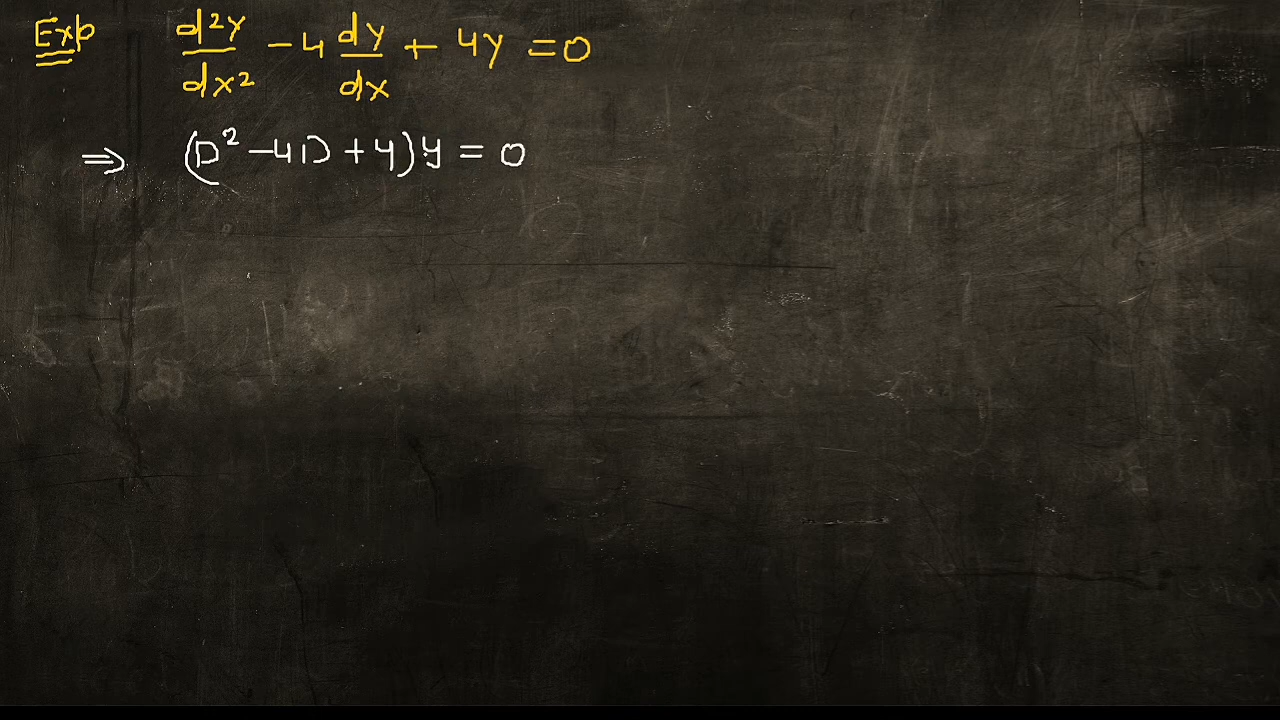 Exp d²y/dx² - 4 dy/dx + 4y = 0
⇒ (D² - 4D + 4)y = 0